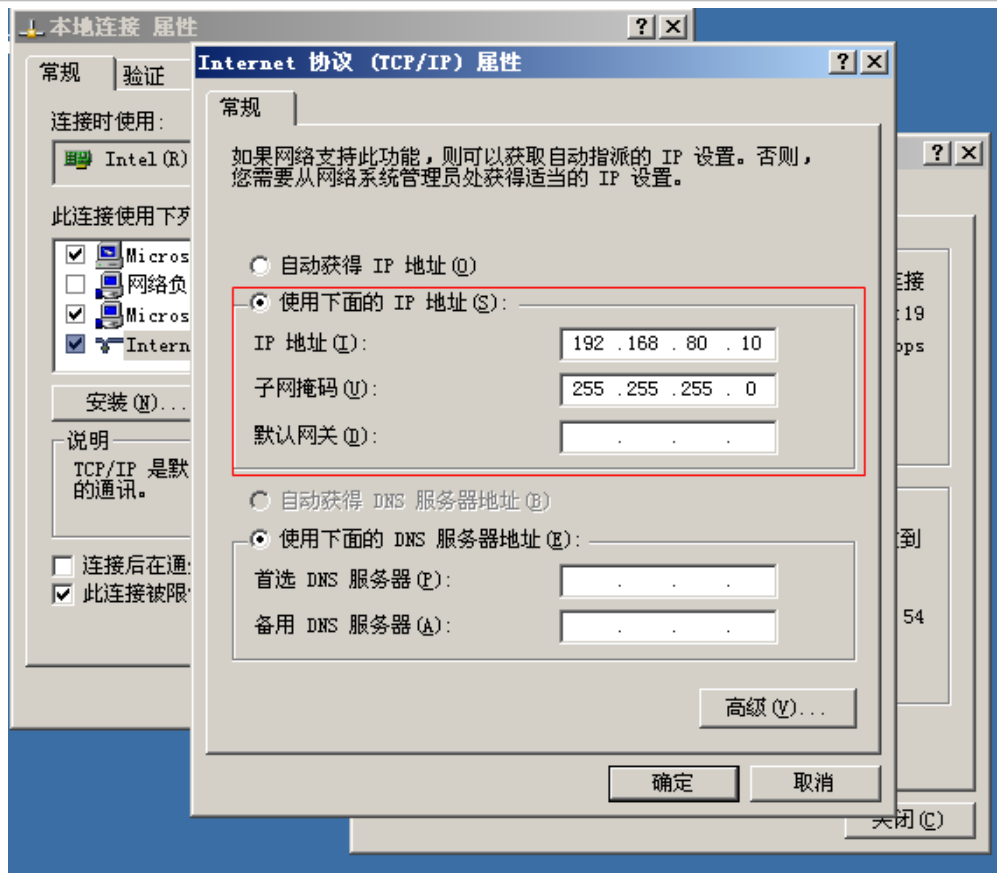 本地连接 属性
常规
验证
连接时使用:
Intel(R)
此连接使用下列
Micros
网络负
Micros
Intern
安装(N)...
说明
TCP/IP 是默
的通讯。
连接后在通
此连接被限
Internet 协议 (TCP/IP) 属性
常规
如果网络支持此功能，则可以获取自动指派的 IP 设置。否则，
您需要从网络系统管理员处获得适当的 IP 设置。
自动获得 IP 地址(O)
使用下面的 IP 地址(S):
IP 地址(I): 192 .168 . 80 . 10
子网掩码(U): 255 .255 .255 . 0
默认网关(D): . . .
自动获得 DNS 服务器地址(B)
使用下面的 DNS 服务器地址(E):
首选 DNS 服务器(P): . . .
备用 DNS 服务器(A): . . .
高级(V)...
确定
取消
接
:19
ops
到
54
关闭(C)